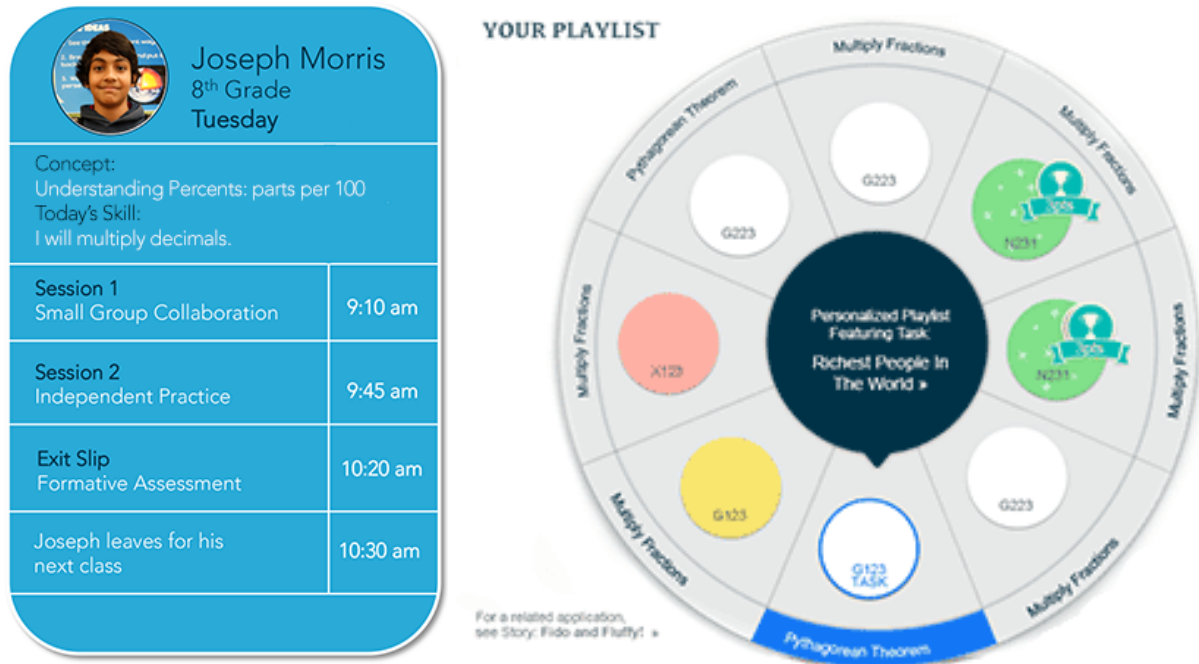 IDEAS
Joseph Morris
8th Grade
Tuesday
Concept:
Understanding Percents: parts per 100
Today's Skill:
I will multiply decimals.
Session 1
Small Group Collaboration
9:10 am
Session 2
Independent Practice
9:45 am
Exit Slip
Formative Assessment
10:20 am
Joseph leaves for his
next class
10:30 am
YOUR PLAYLIST
Multiply Fractions
G223
Multiply Fractions
3pts
N231
Multiply Fractions
3pts
N231
Multiply Fractions
G223
Pythagorean Theorem
G123
TASK
Multiply Fractions
G123
Multiply Fractions
X123
Pythagorean Theorem
G223
Personalized Playlist
Featuring Task:
Richest People In
The World »
For a related application,
see Story: Fido and Fluffy! »